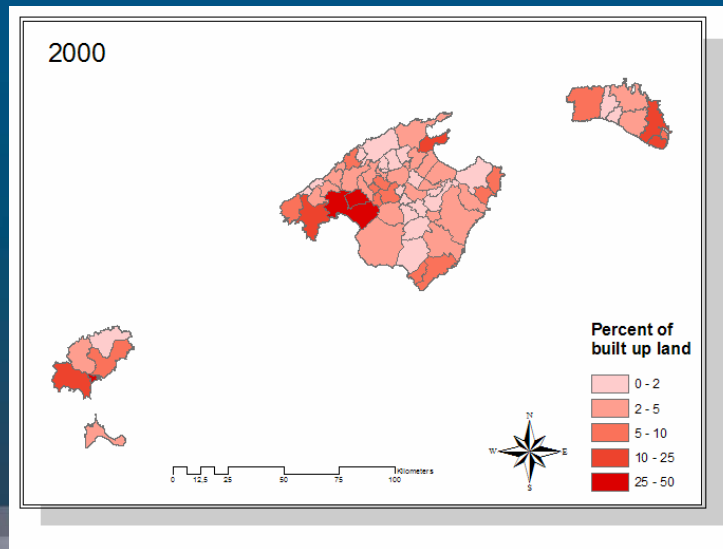 2000
Percent of
built up land
0 - 2
2 - 5
5 - 10
10 - 25
25 - 50
N
W E
S
Kilometers
0 12,5 25 50 75 100